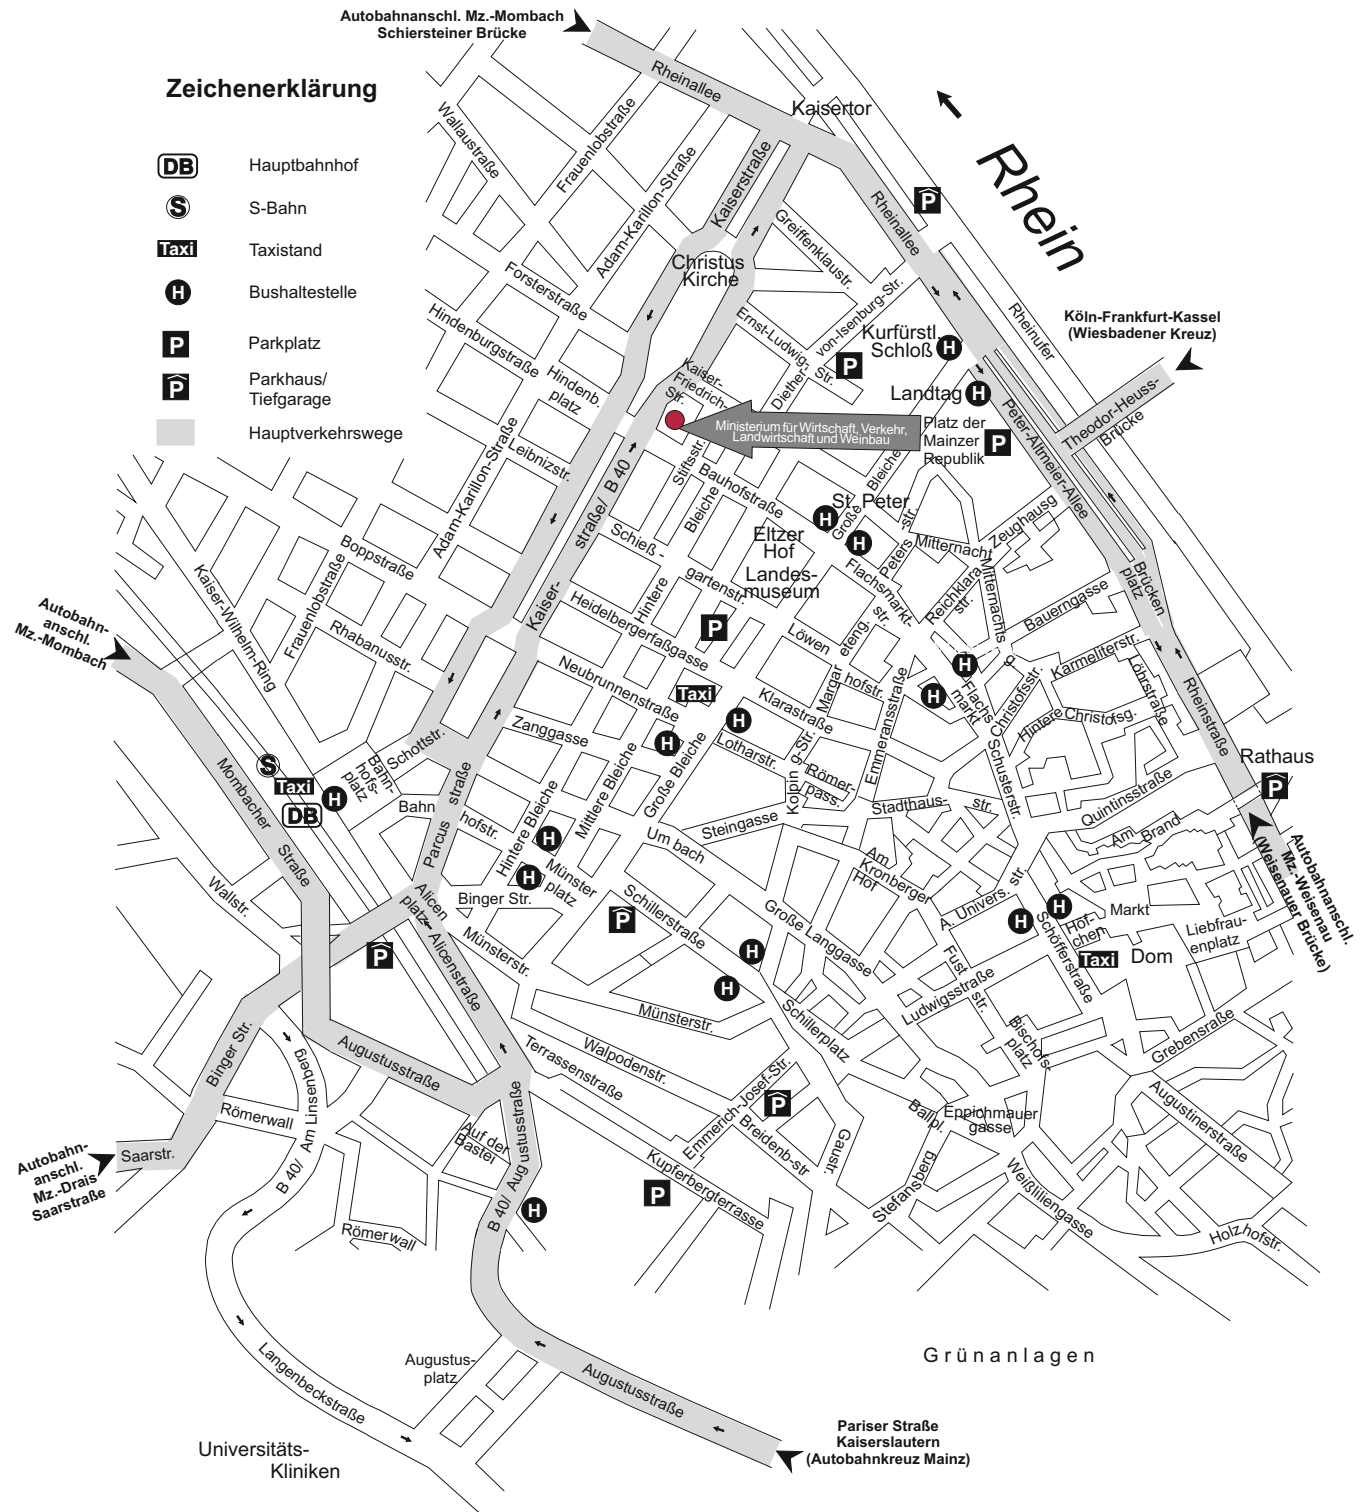 Autobahnanschl. Mz.-Mombach
Schiersteiner Brücke
Zeichenerklärung
DB
Hauptbahnhof
S
S-Bahn
Taxi
Taxistand
H
Bushaltestelle
P
Parkplatz
P
Parkhaus/
Tiefgarage
Hauptverkehrswege
Rheinallee
Kaisertor
Rhein
Wallaustraße
Frauenlobstraße
Adam-Karillon-Straße
Kaiserstraße
Rheinallee
P
Greiffenklaustr.
Christus
Kirche
Forsterstraße
Hindenburgstraße
Hindenb.
platz
Ernst-Ludwig-
Str.
von-Isenburg-Str.
Diether-
Kurfürstl.
Schloß
H
P
Rheinufer
Köln-Frankfurt-Kassel
(Wiesbadener Kreuz)
Theodor-Heuss-
Brücke
Kaiser-
Friedrich-
Str.
Landtag
H
Ministerium für Wirtschaft, Verkehr,
Landwirtschaft und Weinbau
Platz der
Mainzer
Republik
P
Peter-Altmeier-Allee
Leibnizstr.
Adam-Karillon-Straße
Stiftsstr.
Bauhofstraße
Bleiche
Große
Bleiche
St. Peter
H
H
Eltzer
Hof
Landes-
museum
Peters
str.
Mitternacht
Zeughausg
Mitternachts
g.
Reichklara
str.
Flachsmarkt
str.
Bauerngasse
Brücken
platz
Kaiser-
straße/ B 40
Schieß-
gartenstr.
Hintere
Heidelbergerfaßgasse
P
Löwen
hofstr.
Margar
eteng.
Boppstraße
Frauenlobstraße
Kaiser-Wilhelm-Ring
Rhabanusstr.
Autobahn-
anschl.
Mz.-Mombach
Neubrunnenstraße
Taxi
H
H
Klarastraße
Lotharstr.
Emmeransstraße
H
H
Flachs
markt
Christofsstr.
Karmeliterstr.
Hintere Christofsg.
Löhrstraße
Rheinstraße
Rathaus
P
Zanggasse
Schottstr.
Bahn-
hofs-
platz
S
Taxi
DB
H
Mombacher
Straße
Bahn
hofstr.
Parcus
straße
Hintere Bleiche
Mittlere Bleiche
Große Bleiche
Kolpin g-Str.
Römer-
pass.
Stadthaus-
str.
Schusterstr.
Quintinsstraße
Am Brand
Autobahnanschl.
Mz.-Weisenau
(Weisenauer Brücke)
Steingasse
Um bach
H
H
Münster
platz
Binger Str.
Schillerstraße
P
Am
Kronberger
Hof
Große Langgasse
A. Univers.
str.
H
H
Markt
Höf-
chen
Taxi
Dom
Liebfrau-
enplatz
Schöfferstraße
Wallstr.
Alicen
platz
Alicenstraße
Münsterstr.
P
H
H
Münsterstr.
Schillerplatz
Fust
str.
Ludwigsstraße
Bischofs-
platz
Grebensraße
Augustinerstraße
Binger Str.
Augustusstraße
Terrassenstraße
Walpodenstr.
Emmerich-Josef-Str.
P
Breidenb-str
Gaustr.
Ballpl.
Eppichmauer
gasse
Stefansberg
Weißliliengasse
Holzhofstr.
Römerwall
B 40/ Am Linsenberg
Auf der
Bastei
B 40/ Augustusstraße
Kupferbergterrasse
P
H
Autobahn-
anschl.
Mz.-Drais
Saarstraße
Saarstr.
Römerwall
Langenbeckstraße
Augustus-
platz
Augustusstraße
Grünanlagen
Universitäts-
Kliniken
Pariser Straße
Kaiserslautern
(Autobahnkreuz Mainz)